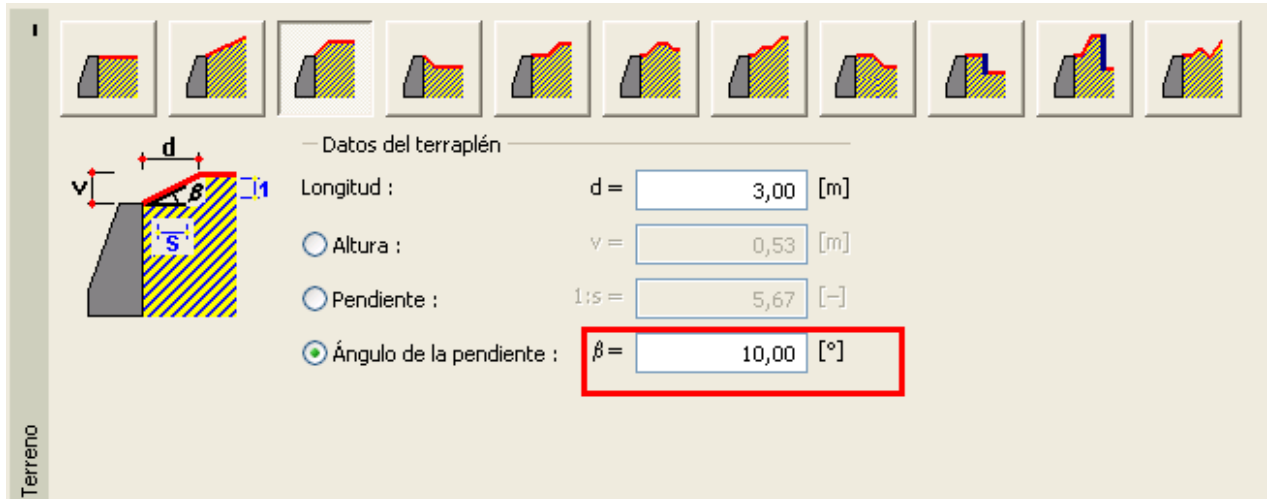 d
v
β
1
S
Datos del terraplén
Longitud : d = 3,00 [m]
Altura : v = 0,53 [m]
Pendiente : 1:s = 5,67 [–]
Ángulo de la pendiente : β = 10,00 [°]
Terreno